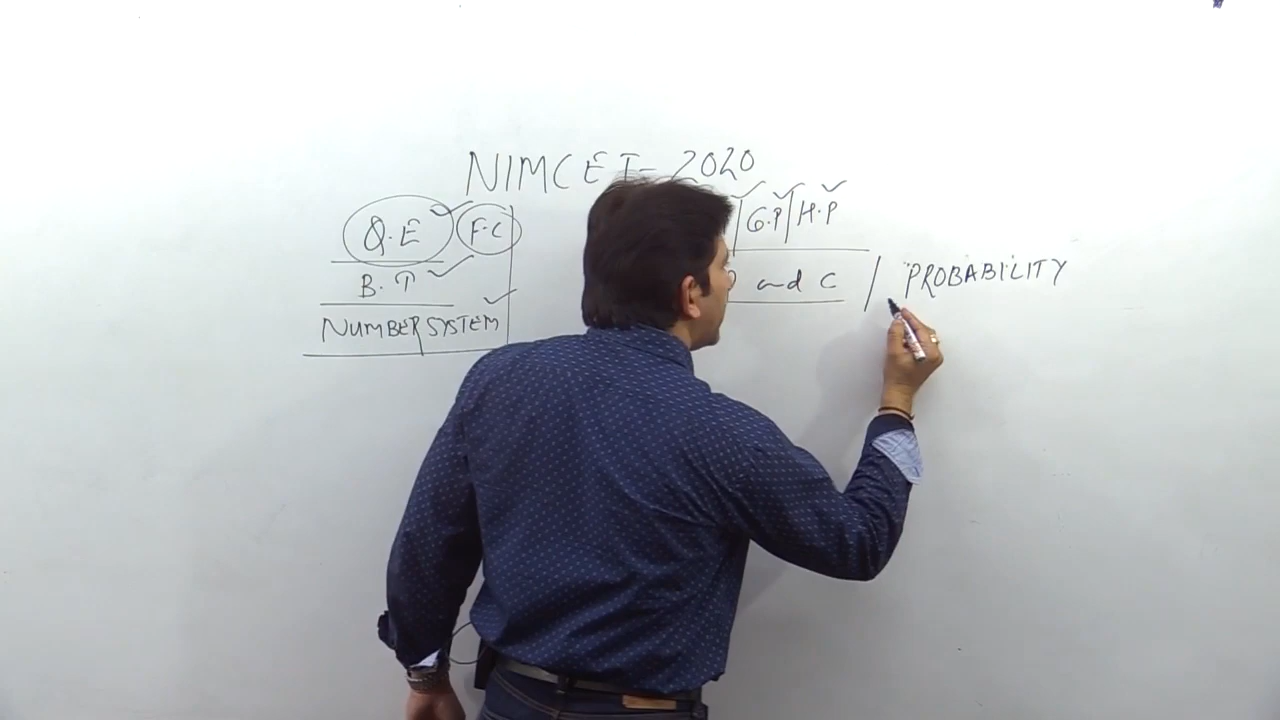 NIMCET-2020
Q.E F.C
B.T
NUMBER SYSTEM
G.P | H.P
and C / PROBABILITY